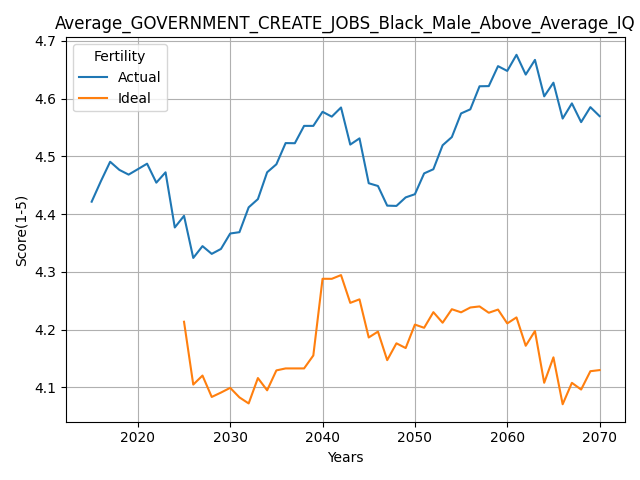 Average_GOVERNMENT_CREATE_JOBS_Black_Male_Above_Average_IQ
Fertility
Actual
Ideal
Score(1-5)
4.7
4.6
4.5
4.4
4.3
4.2
4.1
2020 2030 2040 2050 2060 2070
Years